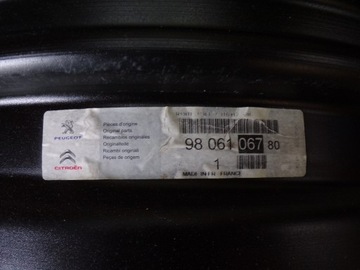 PEUGEOT
CITROËN
Pièces d'origine
Original parts
Recambios originales
Originalteile
Ricambi originali
Peças de origem
98 061 067 80
1
MADE IN FR. FRANCE